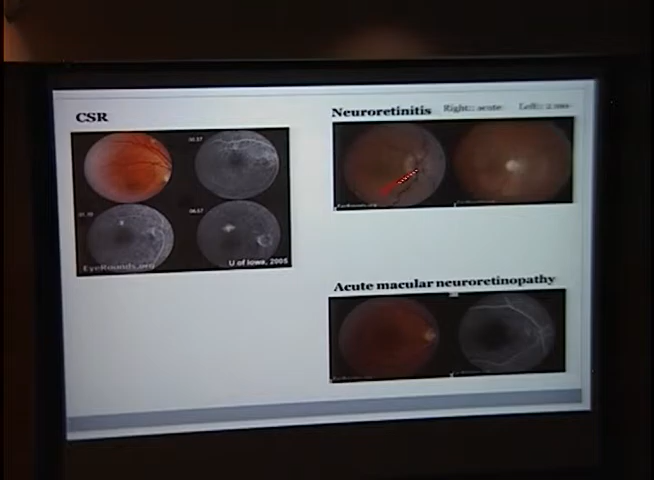 CSR
EyeRounds.org
U of Iowa, 2005
Neuroretinitis
Right:: acute
Acute macular neuroretinopathy